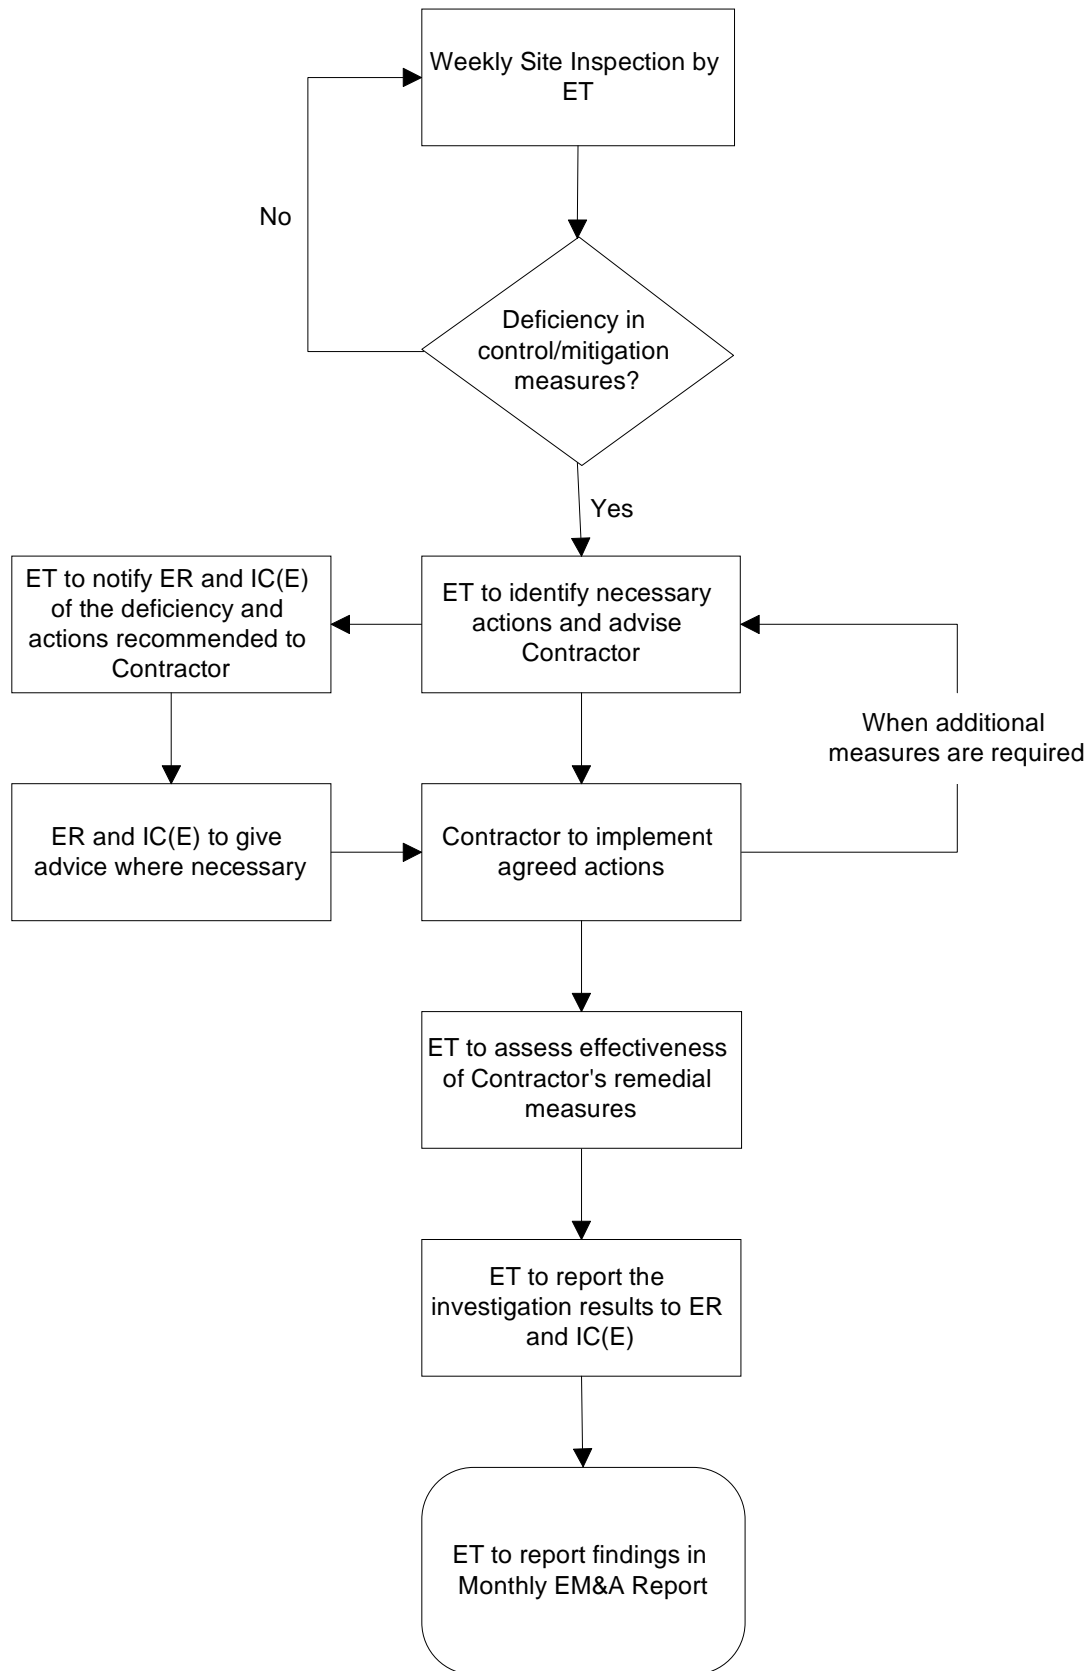 Weekly Site Inspection by
ET
No
Deficiency in
control/mitigation
measures?
Yes
ET to notify ER and IC(E)
of the deficiency and
actions recommended to
Contractor
ET to identify necessary
actions and advise
Contractor
When additional
measures are required
ER and IC(E) to give
advice where necessary
Contractor to implement
agreed actions
ET to assess effectiveness
of Contractor's remedial
measures
ET to report the
investigation results to ER
and IC(E)
ET to report findings in
Monthly EM&A Report